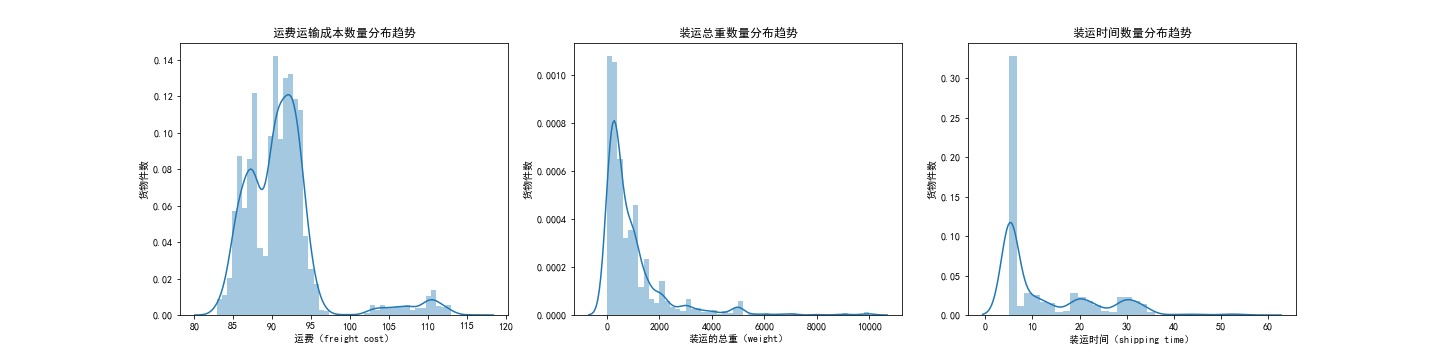 运费运输成本数量分布趋势
货物件数
0.14
0.12
0.10
0.08
0.06
0.04
0.02
0.00
80 85 90 95 100 105 110 115 120
运费 (freight cost)
装运总重数量分布趋势
货物件数
0.0010
0.0008
0.0006
0.0004
0.0002
0.0000
0 2000 4000 6000 8000 10000
装运的总重 (weight)
装运时间数量分布趋势
货物件数
0.30
0.25
0.20
0.15
0.10
0.05
0.00
0 10 20 30 40 50 60
装运时间 (shipping time)